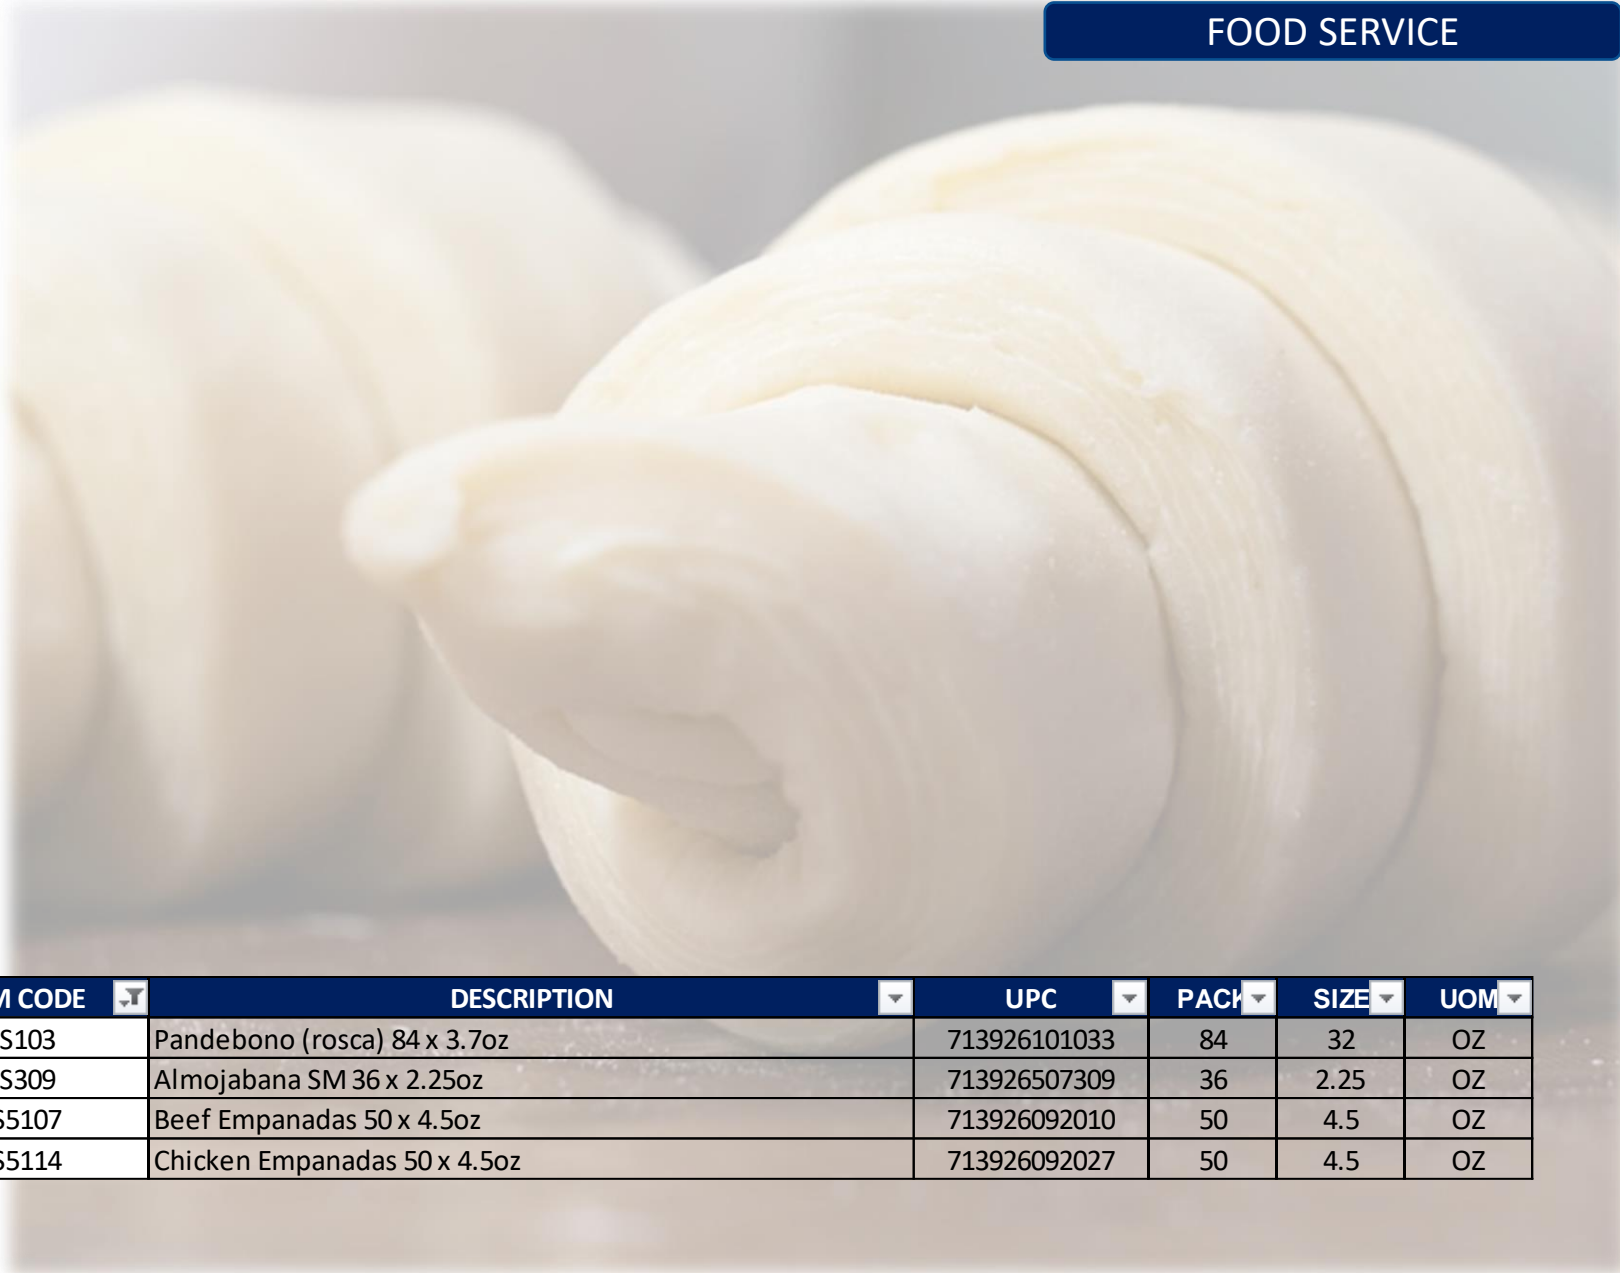 FOOD SERVICE
M CODE DESCRIPTION UPC PACK SIZE UOM
S103 Pandebono (rosca) 84 x 3.7oz 713926101033 84 32 OZ
S309 Almojabana SM 36 x 2.25oz 713926507309 36 2.25 OZ
S5107 Beef Empanadas 50 x 4.5oz 713926092010 50 4.5 OZ
S5114 Chicken Empanadas 50 x 4.5oz 713926092027 50 4.5 OZ